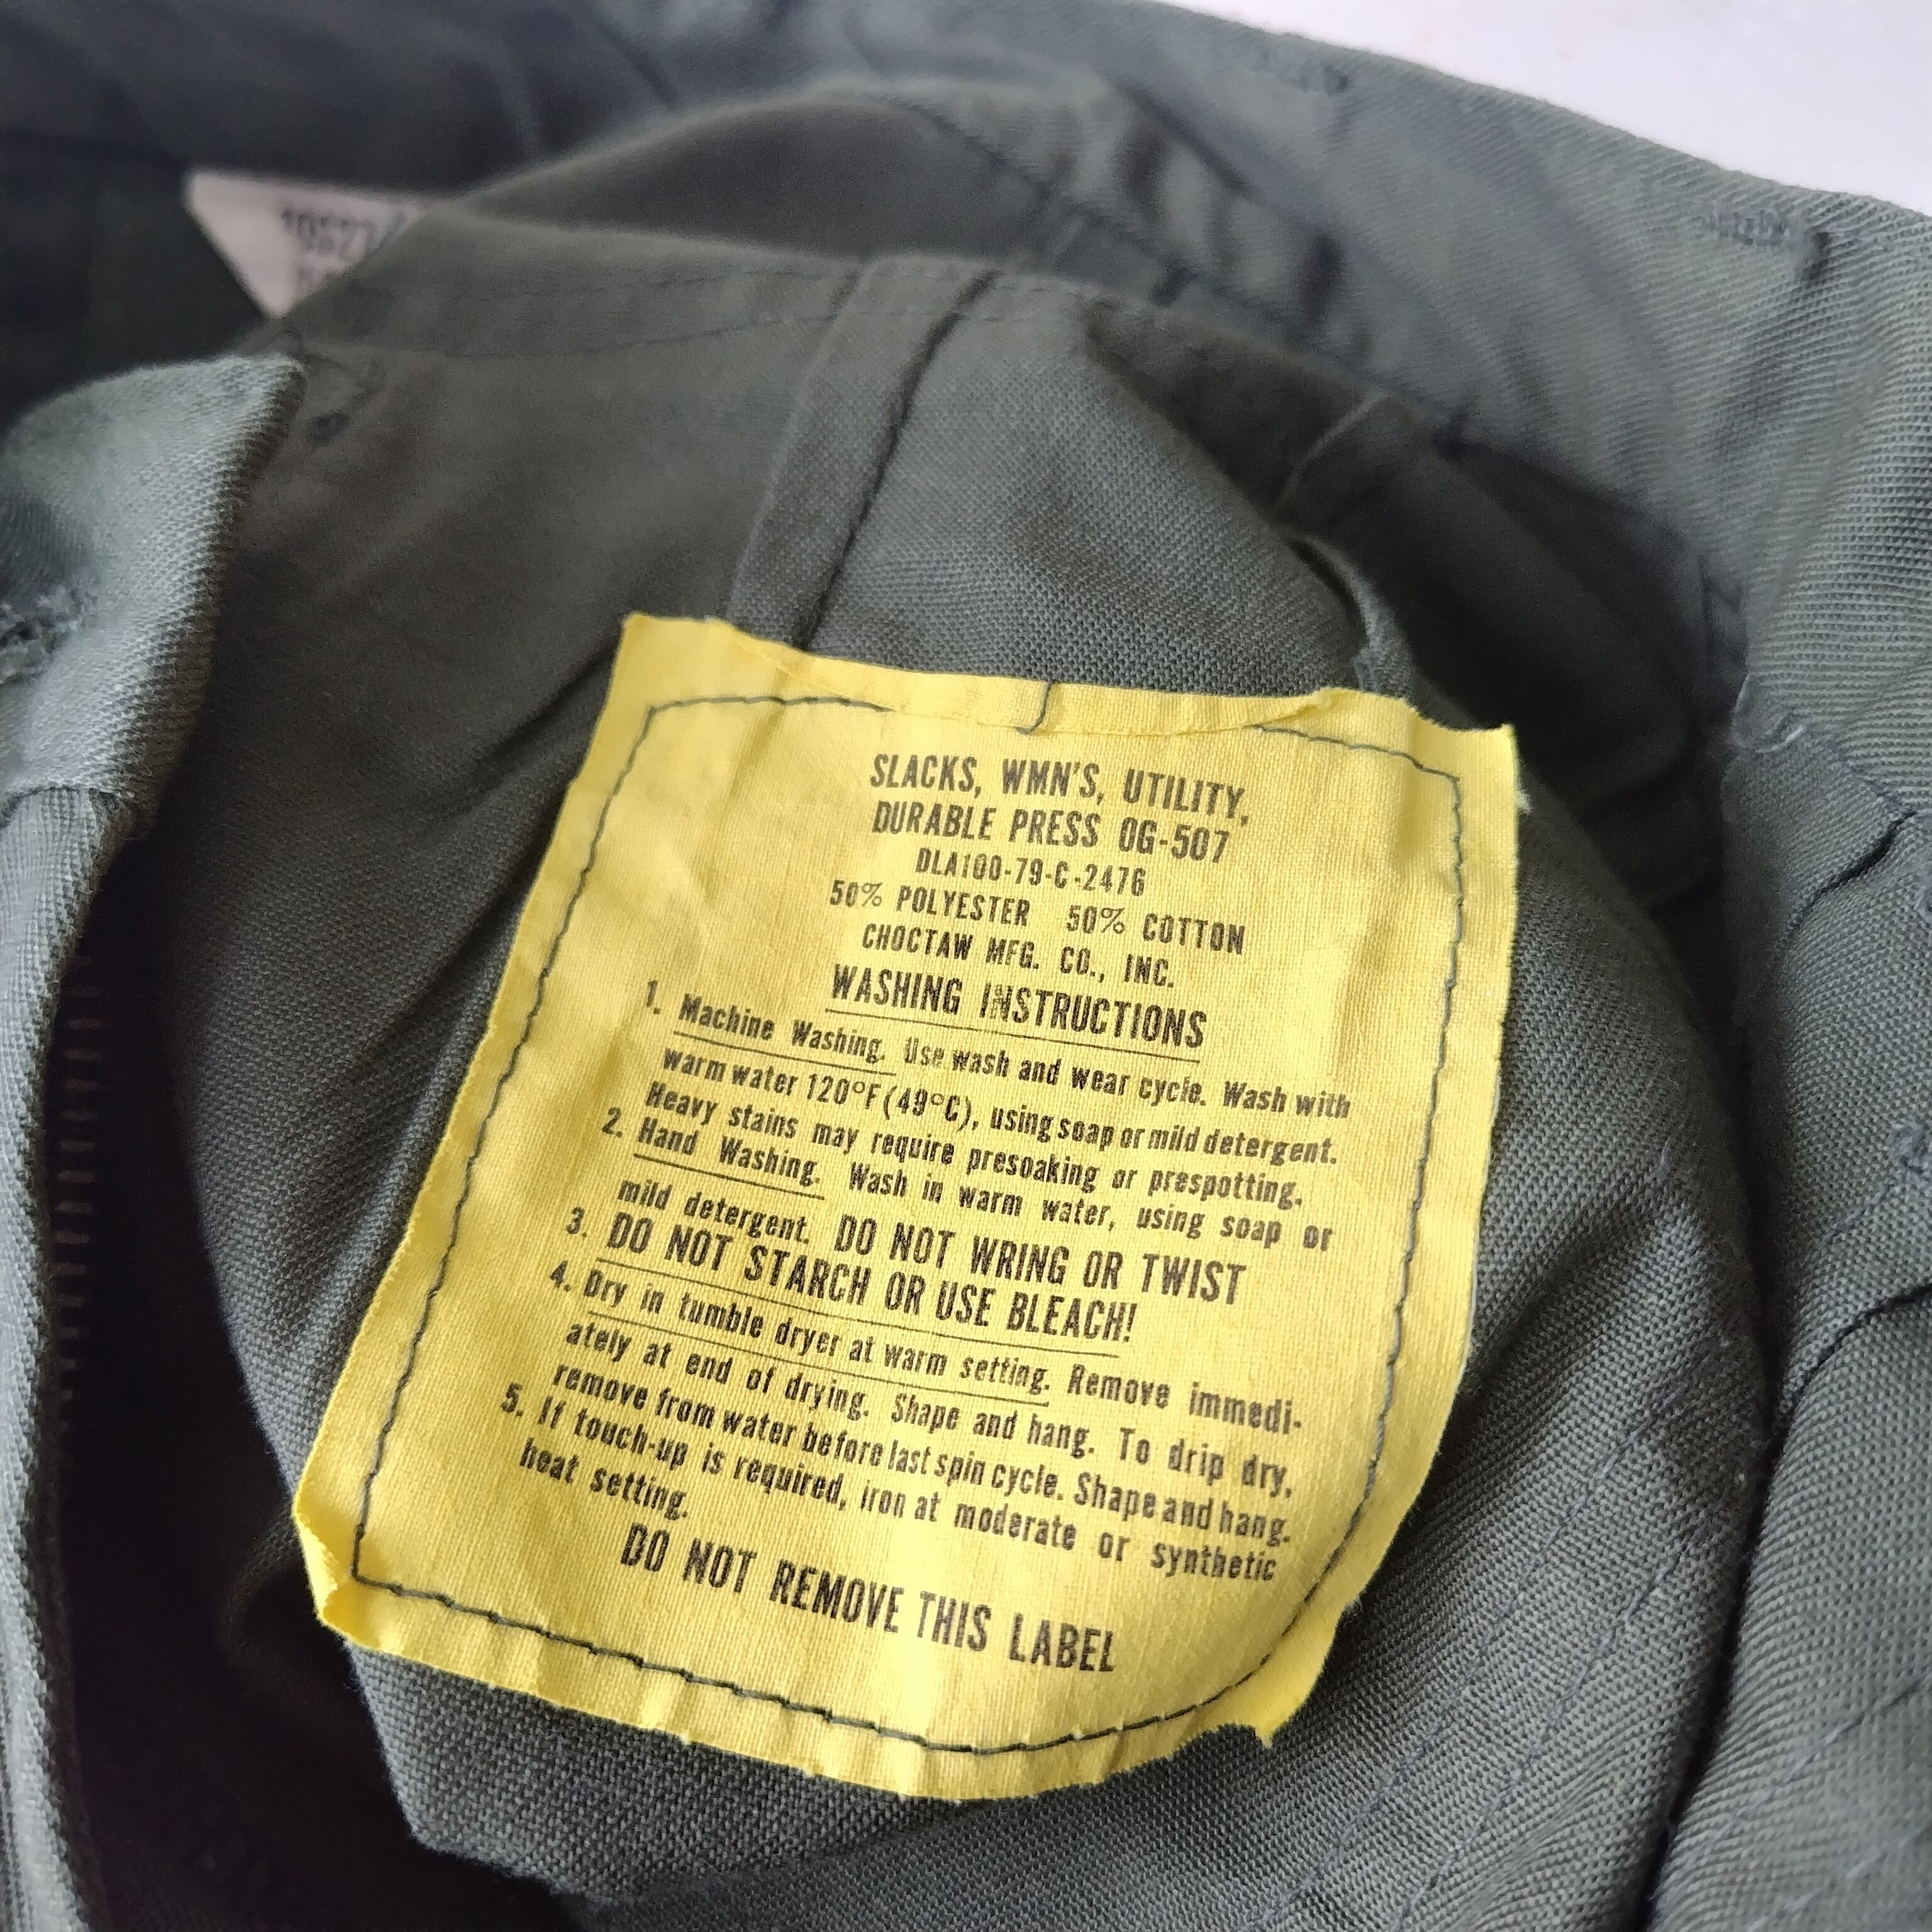 SLACKS, WMN'S, UTILITY,
DURABLE PRESS OG-507
DLA100-79-C-2476
50% POLYESTER 50% COTTON
CHOCTAW MFG. CO., INC.
WASHING INSTRUCTIONS
1. Machine Washing. Use wash and wear cycle. Wash with
warm water 120°F (49°C), using soap or mild detergent.
Heavy stains may require presoaking or prespotting.
2. Hand Washing. Wash in warm water, using soap or
mild detergent. DO NOT WRING OR TWIST
3. DO NOT STARCH OR USE BLEACH!
4. Dry in tumble dryer at warm setting. Remove immedi-
ately at end of drying. Shape and hang. To drip dry,
remove from water before last spin cycle. Shape and hang.
5. If touch-up is required, iron at moderate or synthetic
heat setting.
DO NOT REMOVE THIS LABEL